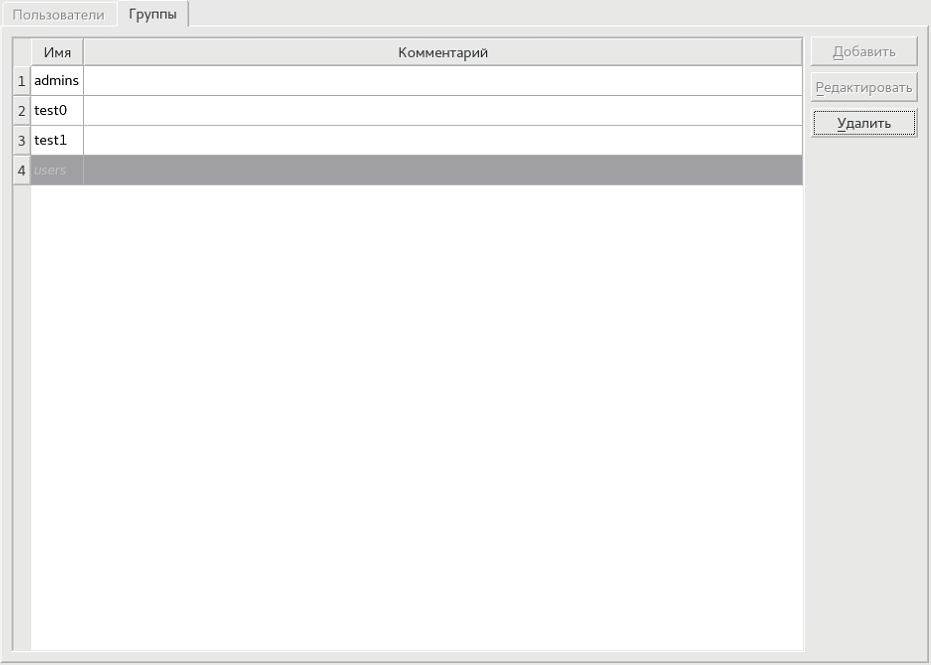 Пользователи Группы
Имя Комментарий Добавить
1 admins
Редактировать
2 test0
Удалить
3 test1
4 users